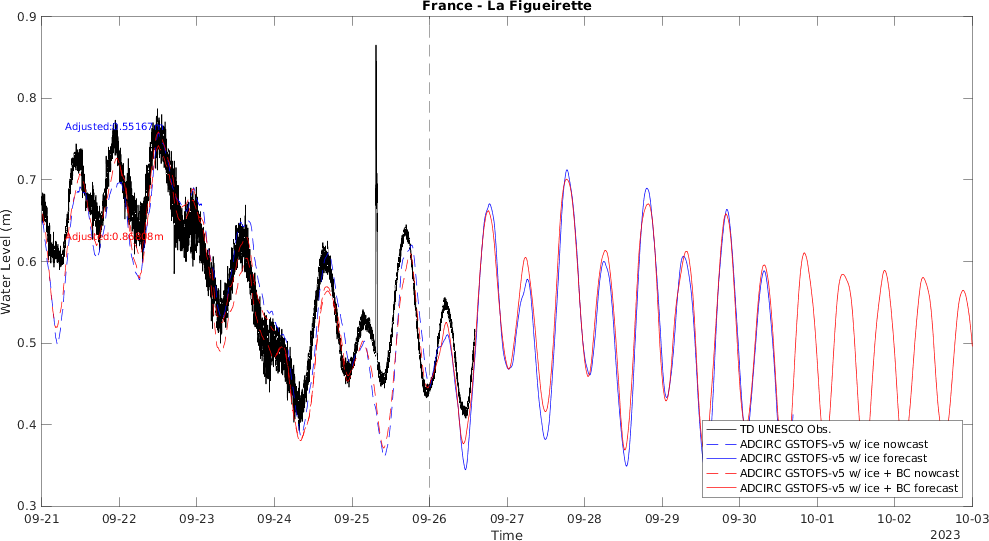 France - La Figueirette
0.9
0.8
0.7
0.6
0.5
0.4
0.3
Water Level (m)
09-21
09-22
09-23
09-24
09-25
09-26
09-27
09-28
09-29
09-30
10-01
10-02
10-03
Time
2023
TD UNESCO Obs.
ADCIRC GSTOFS-v5 w/ ice nowcast
ADCIRC GSTOFS-v5 w/ ice forecast
ADCIRC GSTOFS-v5 w/ ice + BC nowcast
ADCIRC GSTOFS-v5 w/ ice + BC forecast